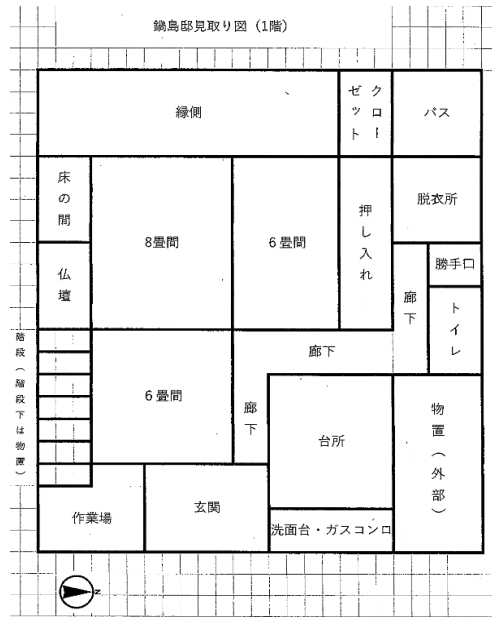 鍋島邸見取り図(1階)
縁側
クローゼット
バス
床の間
8畳間
6畳間
押し入れ
脱衣所
仏壇
廊下
勝手口
トイレ
階段(階段下は物置)
6畳間
廊下
廊下
台所
物置(外部)
作業場
玄関
洗面台・ガスコンロ
N